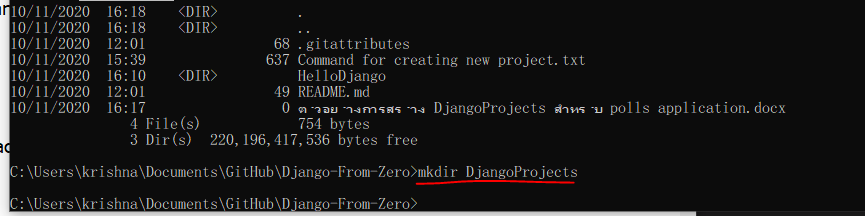 10/11/2020 16:18 <DIR> .
10/11/2020 16:18 <DIR> ..
10/11/2020 12:01 68 .gitattributes
10/11/2020 15:39 637 Command for creating new project.txt
10/11/2020 16:10 <DIR> HelloDjango
10/11/2020 12:01 49 README.md
10/11/2020 16:17 0 ตัวอย่างการสร้าง DjangoProjects สำหรับ polls application.docx
4 File(s) 754 bytes
3 Dir(s) 220,196,417,536 bytes free
C:\Users\krishna\Documents\GitHub\Django-From-Zero>mkdir DjangoProjects
C:\Users\krishna\Documents\GitHub\Django-From-Zero>